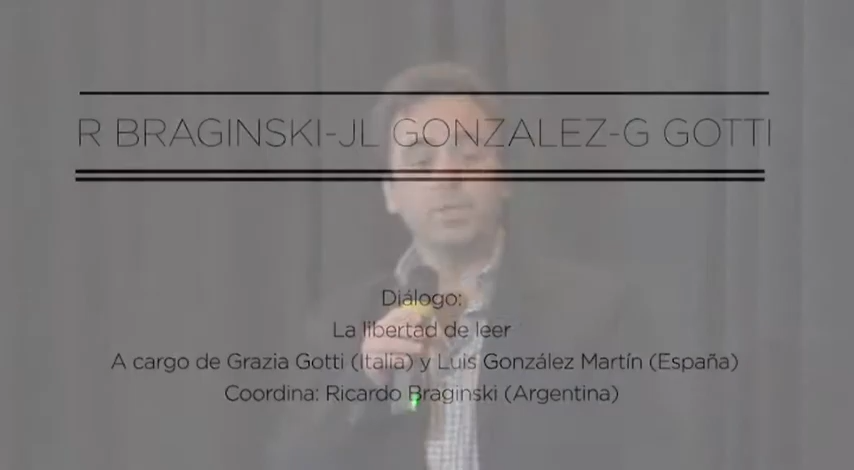 R BRAGINSKI-JL GONZALEZ-G GOTTI
Diálogo:
La libertad de leer
A cargo de Grazia Gotti (Italia) y Luis González Martín (España)
Coordina: Ricardo Braginski (Argentina)